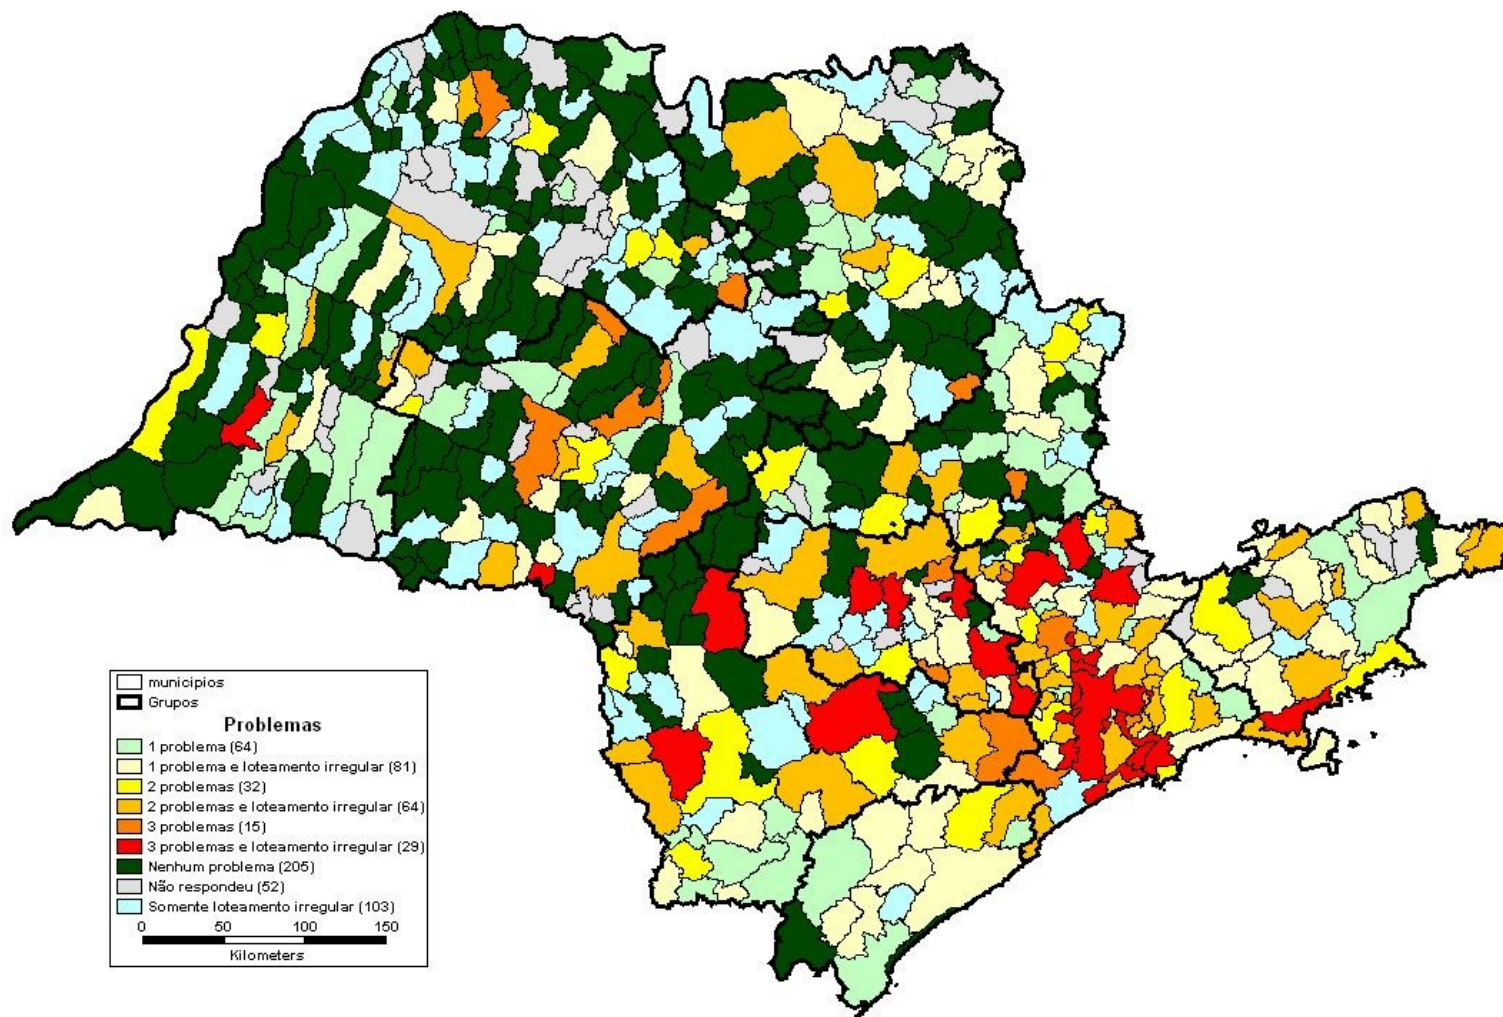 municipios
Grupos
Problemas
1 problema (64)
1 problema e loteamento irregular (81)
2 problemas (32)
2 problemas e loteamento irregular (64)
3 problemas (15)
3 problemas e loteamento irregular (29)
Nenhum problema (205)
Não respondeu (52)
Somente loteamento irregular (103)
0 50 100 150
Kilometers